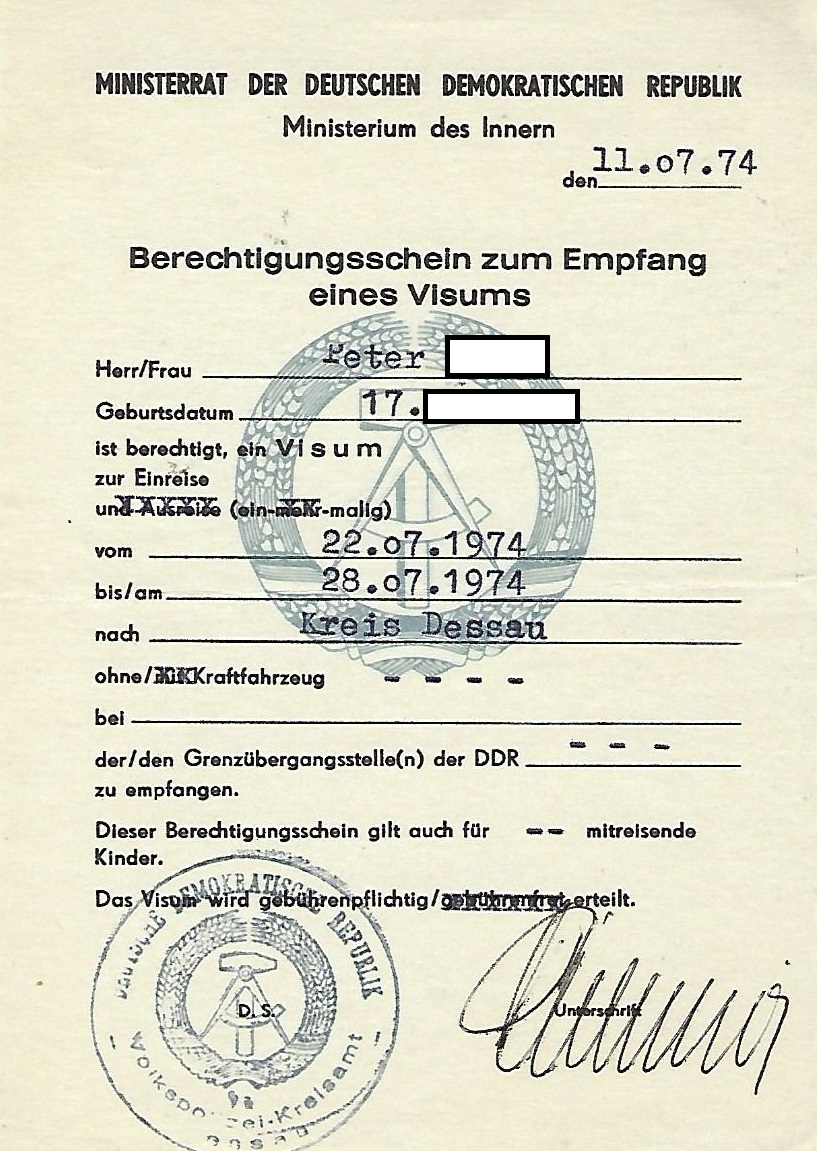 MINISTERRAT DER DEUTSCHEN DEMOKRATISCHEN REPUBLIK
Ministerium des Innern
den 11.o7.74
Berechtigungsschein zum Empfang
eines Visums
Herr/Frau Peter
Geburtsdatum 17.
ist berechtigt, ein Visum
zur Einreise
und Ausreise (ein-mehr-malig)
vom 22.o7.1974
bis/am 28.o7.1974
nach Kreis Dessau
ohne/ Kraftfahrzeug - - - -
bei
der/den Grenzübergangsstelle(n) der DDR - - -
zu empfangen.
Dieser Berechtigungsschein gilt auch für -- mitreisende
Kinder.
Das Visum wird gebührenpflichtig/gebührenfrei erteilt.
DEUTSCHE DEMOKRATISCHE REPUBLIK
D. S.
Unterschrift
Volkspolizei-Kreisamt
Dessau